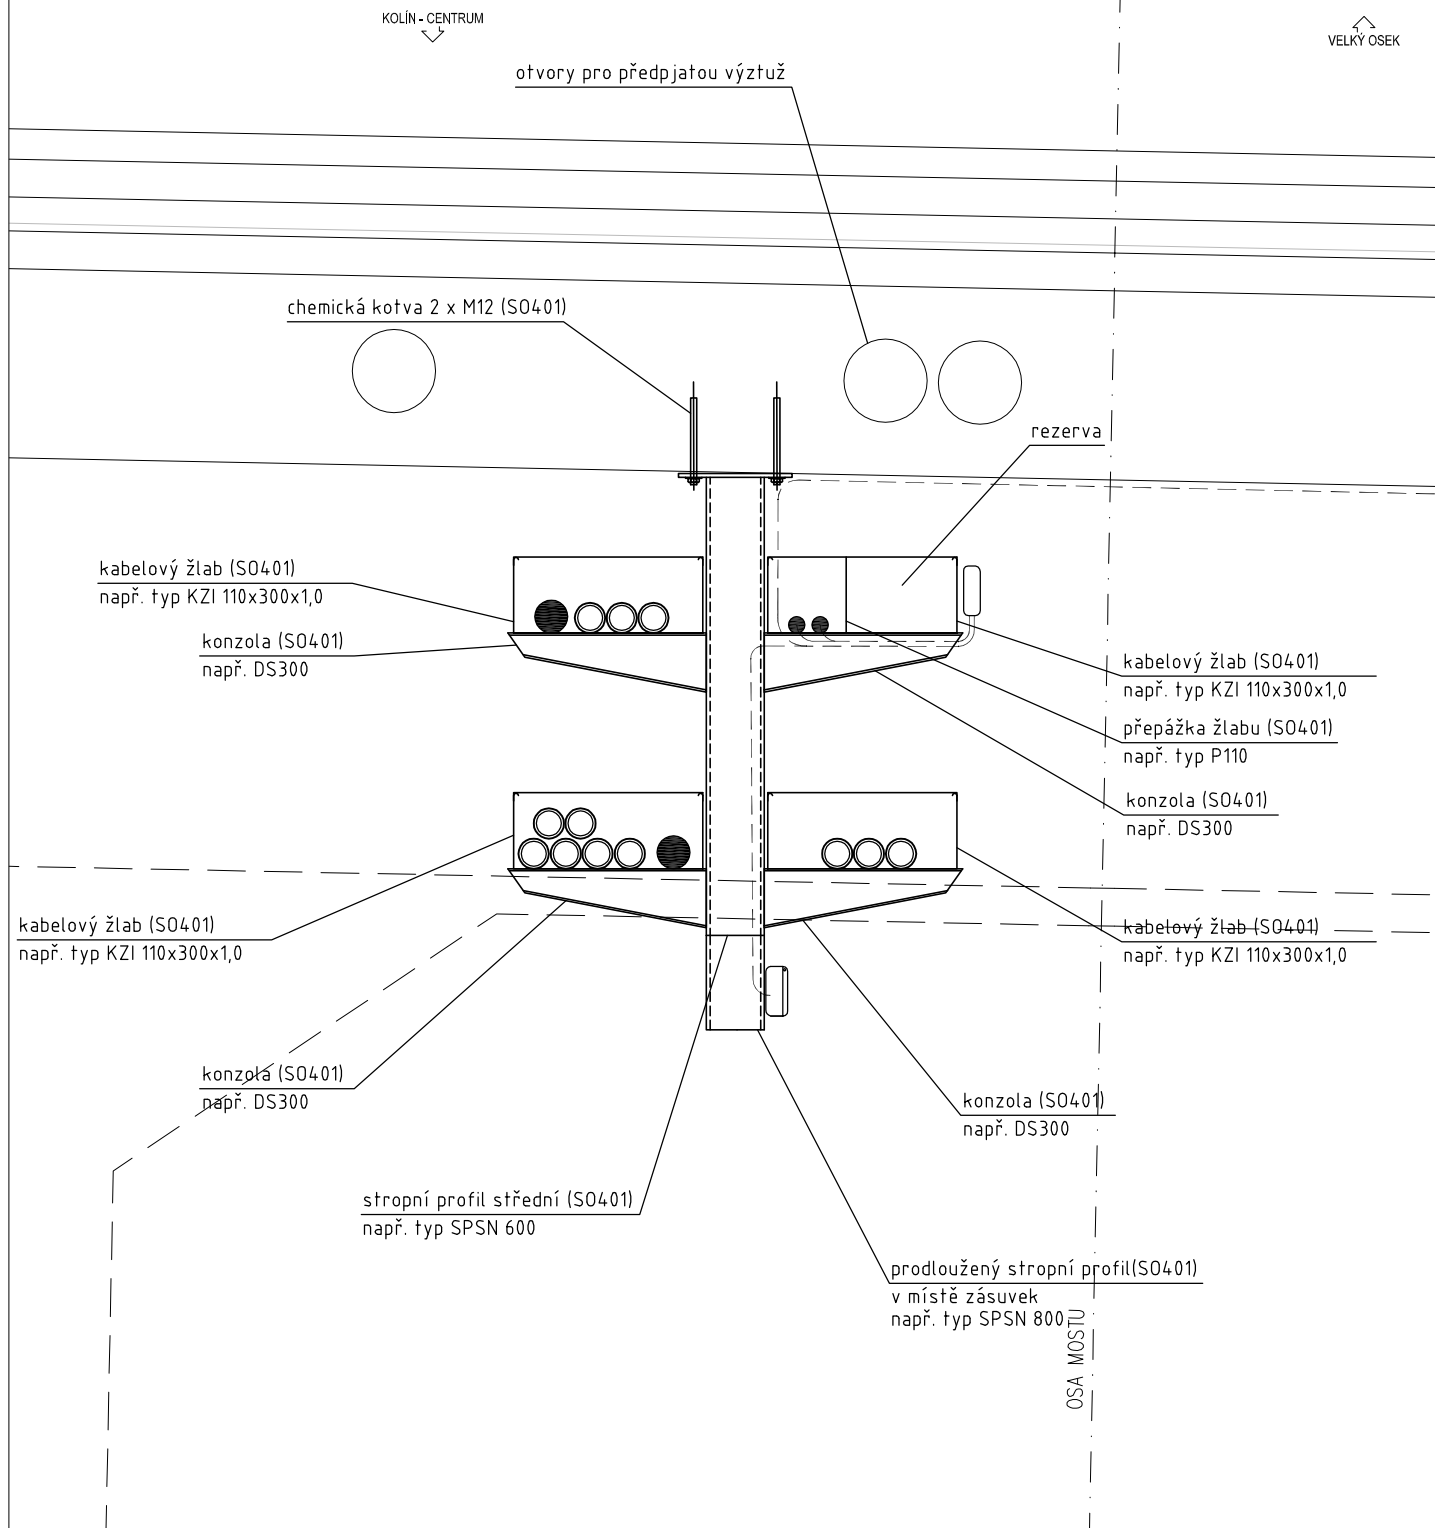 KOLÍN - CENTRUM
VELKÝ OSEK
otvory pro předpjatou výztuž
chemická kotva 2 x M12 (SO401)
rezerva
kabelový žlab (SO401)
např. typ KZI 110x300x1,0
konzola (SO401)
např. DS300
kabelový žlab (SO401)
např. typ KZI 110x300x1,0
přepážka žlabu (SO401)
např. typ P110
konzola (SO401)
např. DS300
kabelový žlab (SO401)
např. typ KZI 110x300x1,0
kabelový žlab (SO401)
např. typ KZI 110x300x1,0
konzola (SO401)
např. DS300
konzola (SO401)
např. DS300
stropní profil střední (SO401)
např. typ SPSN 600
prodloužený stropní profil(SO401)
v místě zásuvek
např. typ SPSN 800
OSA MOSTU